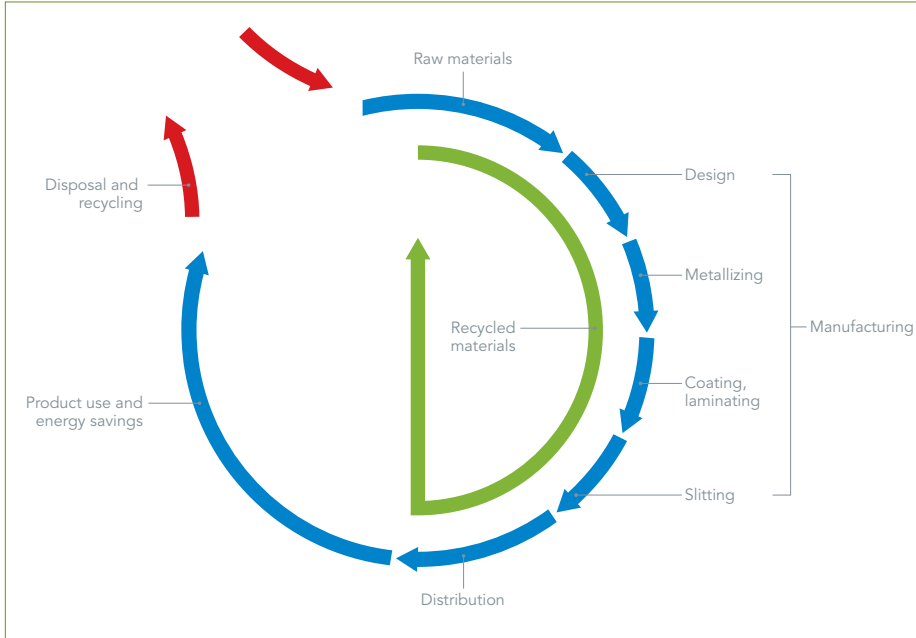 Raw materials
Design
Disposal and
recycling
Metallizing
Recycled
materials
Manufacturing
Coating,
laminating
Product use and
energy savings
Slitting
Distribution